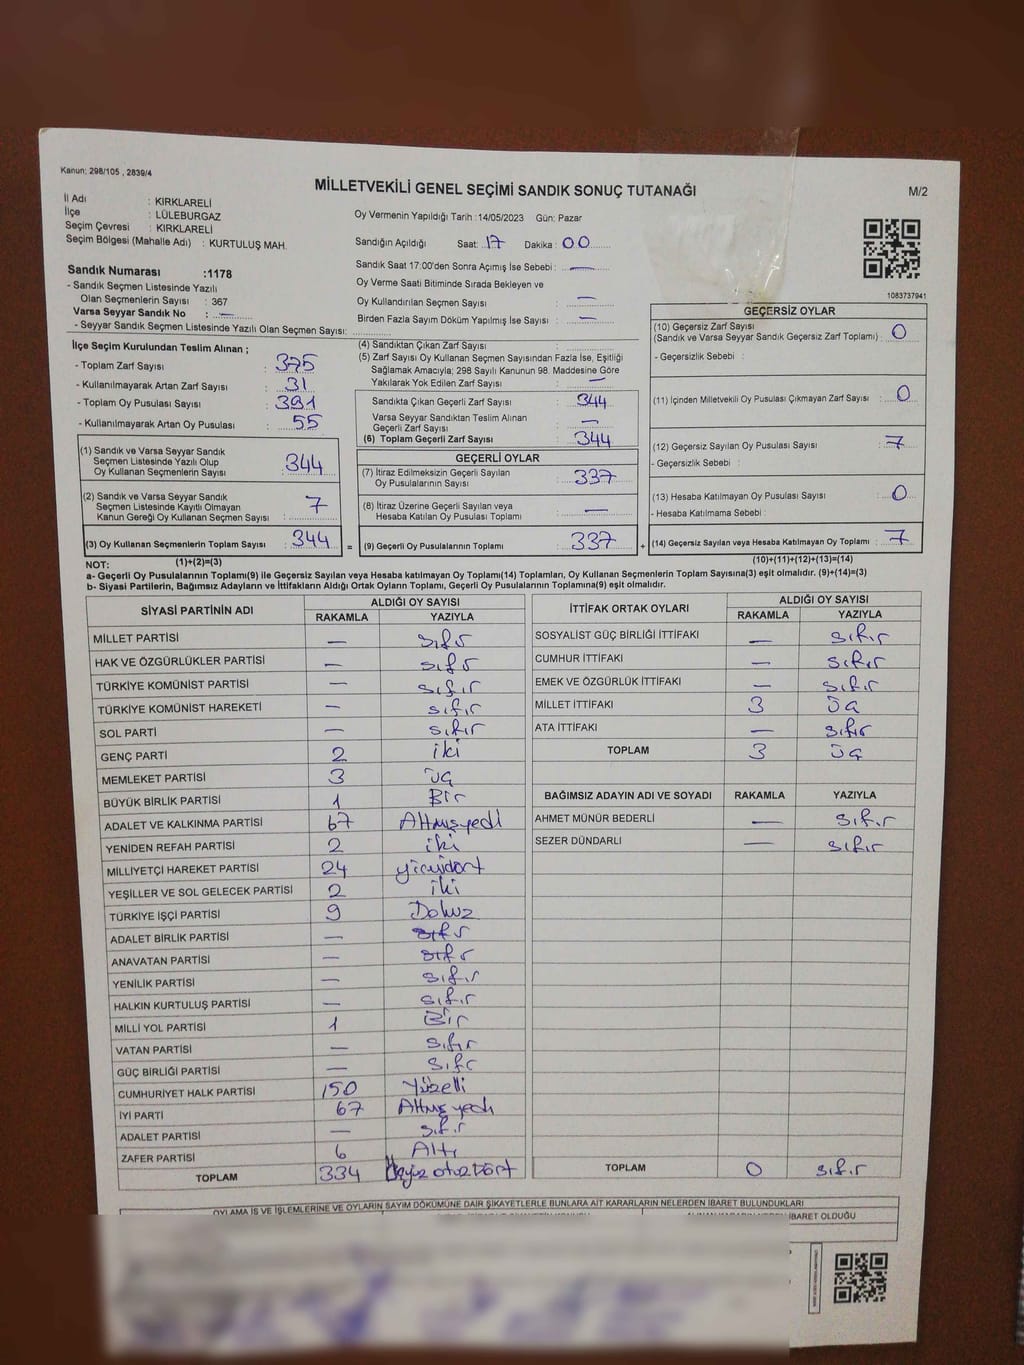 Kanun: 298/105 , 2839/4
MİLLETVEKİLİ GENEL SEÇİMİ SANDIK SONUÇ TUTANAĞI
M/2
İl Adı : KIRKLARELİ
İlçe : LÜLEBURGAZ
Seçim Çevresi : KIRKLARELİ
Seçim Bölgesi (Mahalle Adı) : KURTULUŞ MAH.
Sandık Numarası :1178
- Sandık Seçmen Listesinde Yazılı
Olan Seçmenlerin Sayısı : 367
Varsa Seyyar Sandık No : —
- Seyyar Sandık Seçmen Listesinde Yazılı Olan Seçmen Sayısı:
Oy Vermenin Yapıldığı Tarih :14/05/2023 Gün: Pazar
Sandığın Açıldığı Saat: 17 Dakika : 00
Sandık Saat 17:00'den Sonra Açımış İse Sebebi : —
Oy Verme Saati Bitiminde Sırada Bekleyen ve
Oy Kullandırılan Seçmen Sayısı : —
Birden Fazla Sayım Döküm Yapılmış İse Sayısı : —
1083737941
İlçe Seçim Kurulundan Teslim Alınan ;
- Toplam Zarf Sayısı : 375
- Kullanılmayarak Artan Zarf Sayısı : 31
- Toplam Oy Pusulası Sayısı : 391
- Kullanılmayarak Artan Oy Pusulası : 55
(1) Sandık ve Varsa Seyyar Sandık
Seçmen Listesinde Yazılı Olup
Oy Kullanan Seçmenlerin Sayısı : 344
(2) Sandık ve Varsa Seyyar Sandık
Seçmen Listesinde Kayıtlı Olmayan
Kanun Gereği Oy Kullanan Seçmen Sayısı : 7
(3) Oy Kullanan Seçmenlerin Toplam Sayısı : 344 =
(4) Sandıktan Çıkan Zarf Sayısı :
(5) Zarf Sayısı Oy Kullanan Seçmen Sayısından Fazla İse, Eşitliği
Sağlamak Amacıyla; 298 Sayılı Kanunun 98. Maddesine Göre
Yakılarak Yok Edilen Zarf Sayısı : —
Sandıkta Çıkan Geçerli Zarf Sayısı : 344
Varsa Seyyar Sandıktan Teslim Alınan
Geçerli Zarf Sayısı : —
(6) Toplam Geçerli Zarf Sayısı : 344
GEÇERLİ OYLAR
(7) İtiraz Edilmeksizin Geçerli Sayılan
Oy Pusulalarının Sayısı : 337
(8) İtiraz Üzerine Geçerli Sayılan veya
Hesaba Katılan Oy Pusulası Toplamı : —
(9) Geçerli Oy Pusulalarının Toplamı : 337 +
GEÇERSİZ OYLAR
(10) Geçersiz Zarf Sayısı
(Sandık ve Varsa Seyyar Sandık Geçersiz Zarf Toplamı) : 0
- Geçersizlik Sebebi :
(11) İçinden Milletvekili Oy Pusulası Çıkmayan Zarf Sayısı : 0
(12) Geçersiz Sayılan Oy Pusulası Sayısı : 7
- Geçersizlik Sebebi :
(13) Hesaba Katılmayan Oy Pusulası Sayısı : 0
- Hesaba Katılmama Sebebi :
(14) Geçersiz Sayılan veya Hesaba Katılmayan Oy Toplamı : 7
NOT: (1)+(2)=(3) (10)+(11)+(12)+(13)=(14)
a- Geçerli Oy Pusulalarının Toplamı(9) ile Geçersiz Sayılan veya Hesaba katılmayan Oy Toplamı(14) Toplamları, Oy Kullanan Seçmenlerin Toplam Sayısına(3) eşit olmalıdır. (9)+(14)=(3)
b- Siyasi Partilerin, Bağımsız Adayların ve İttifakların Aldığı Ortak Oyların Toplamı, Geçerli Oy Pusulalarının Toplamına(9) eşit olmalıdır.
SİYASİ PARTİNİN ADI ALDIĞI OY SAYISI
RAKAMLA YAZIYLA
MİLLET PARTİSİ — sıfır
HAK VE ÖZGÜRLÜKLER PARTİSİ — sıfır
TÜRKİYE KOMÜNİST PARTİSİ — sıfır
TÜRKİYE KOMÜNİST HAREKETİ — sıfır
SOL PARTİ — sıfır
GENÇ PARTİ 2 iki
MEMLEKET PARTİSİ 3 üç
BÜYÜK BİRLİK PARTİSİ 1 Bir
ADALET VE KALKINMA PARTİSİ 67 Altmışyedi
YENİDEN REFAH PARTİSİ 2 iki
MİLLİYETÇİ HAREKET PARTİSİ 24 yirmidört
YEŞİLLER VE SOL GELECEK PARTİSİ 2 iki
TÜRKİYE İŞÇİ PARTİSİ 9 Dokuz
ADALET BİRLİK PARTİSİ — sıfır
ANAVATAN PARTİSİ — sıfır
YENİLİK PARTİSİ — sıfır
HALKIN KURTULUŞ PARTİSİ — sıfır
MİLLİ YOL PARTİSİ 1 Bir
VATAN PARTİSİ — sıfır
GÜÇ BİRLİĞİ PARTİSİ — sıfır
CUMHURİYET HALK PARTİSİ 150 Yüzelli
İYİ PARTİ 67 Altmışyedi
ADALET PARTİSİ — sıfır
ZAFER PARTİSİ 6 Altı
TOPLAM 334 üçyüzotuzDört
İTTİFAK ORTAK OYLARI ALDIĞI OY SAYISI
RAKAMLA YAZIYLA
SOSYALİST GÜÇ BİRLİĞİ İTTİFAKI — sıfır
CUMHUR İTTİFAKI — sıfır
EMEK VE ÖZGÜRLÜK İTTİFAKI — sıfır
MİLLET İTTİFAKI 3 üç
ATA İTTİFAKI — sıfır
TOPLAM 3 üç
BAĞIMSIZ ADAYIN ADI VE SOYADI RAKAMLA YAZIYLA
AHMET MÜNÜR BEDERLİ — sıfır
SEZER DÜNDARLI — sıfır
TOPLAM 0 sıfır
OYLAMA İŞ VE İŞLEMLERİNE VE OYLARIN SAYIM DÖKÜMÜNE DAİR ŞİKAYETLERLE BUNLARA AİT KARARLARIN NELERDEN İBARET BULUNDUKLARI
İBARET OLDUĞU